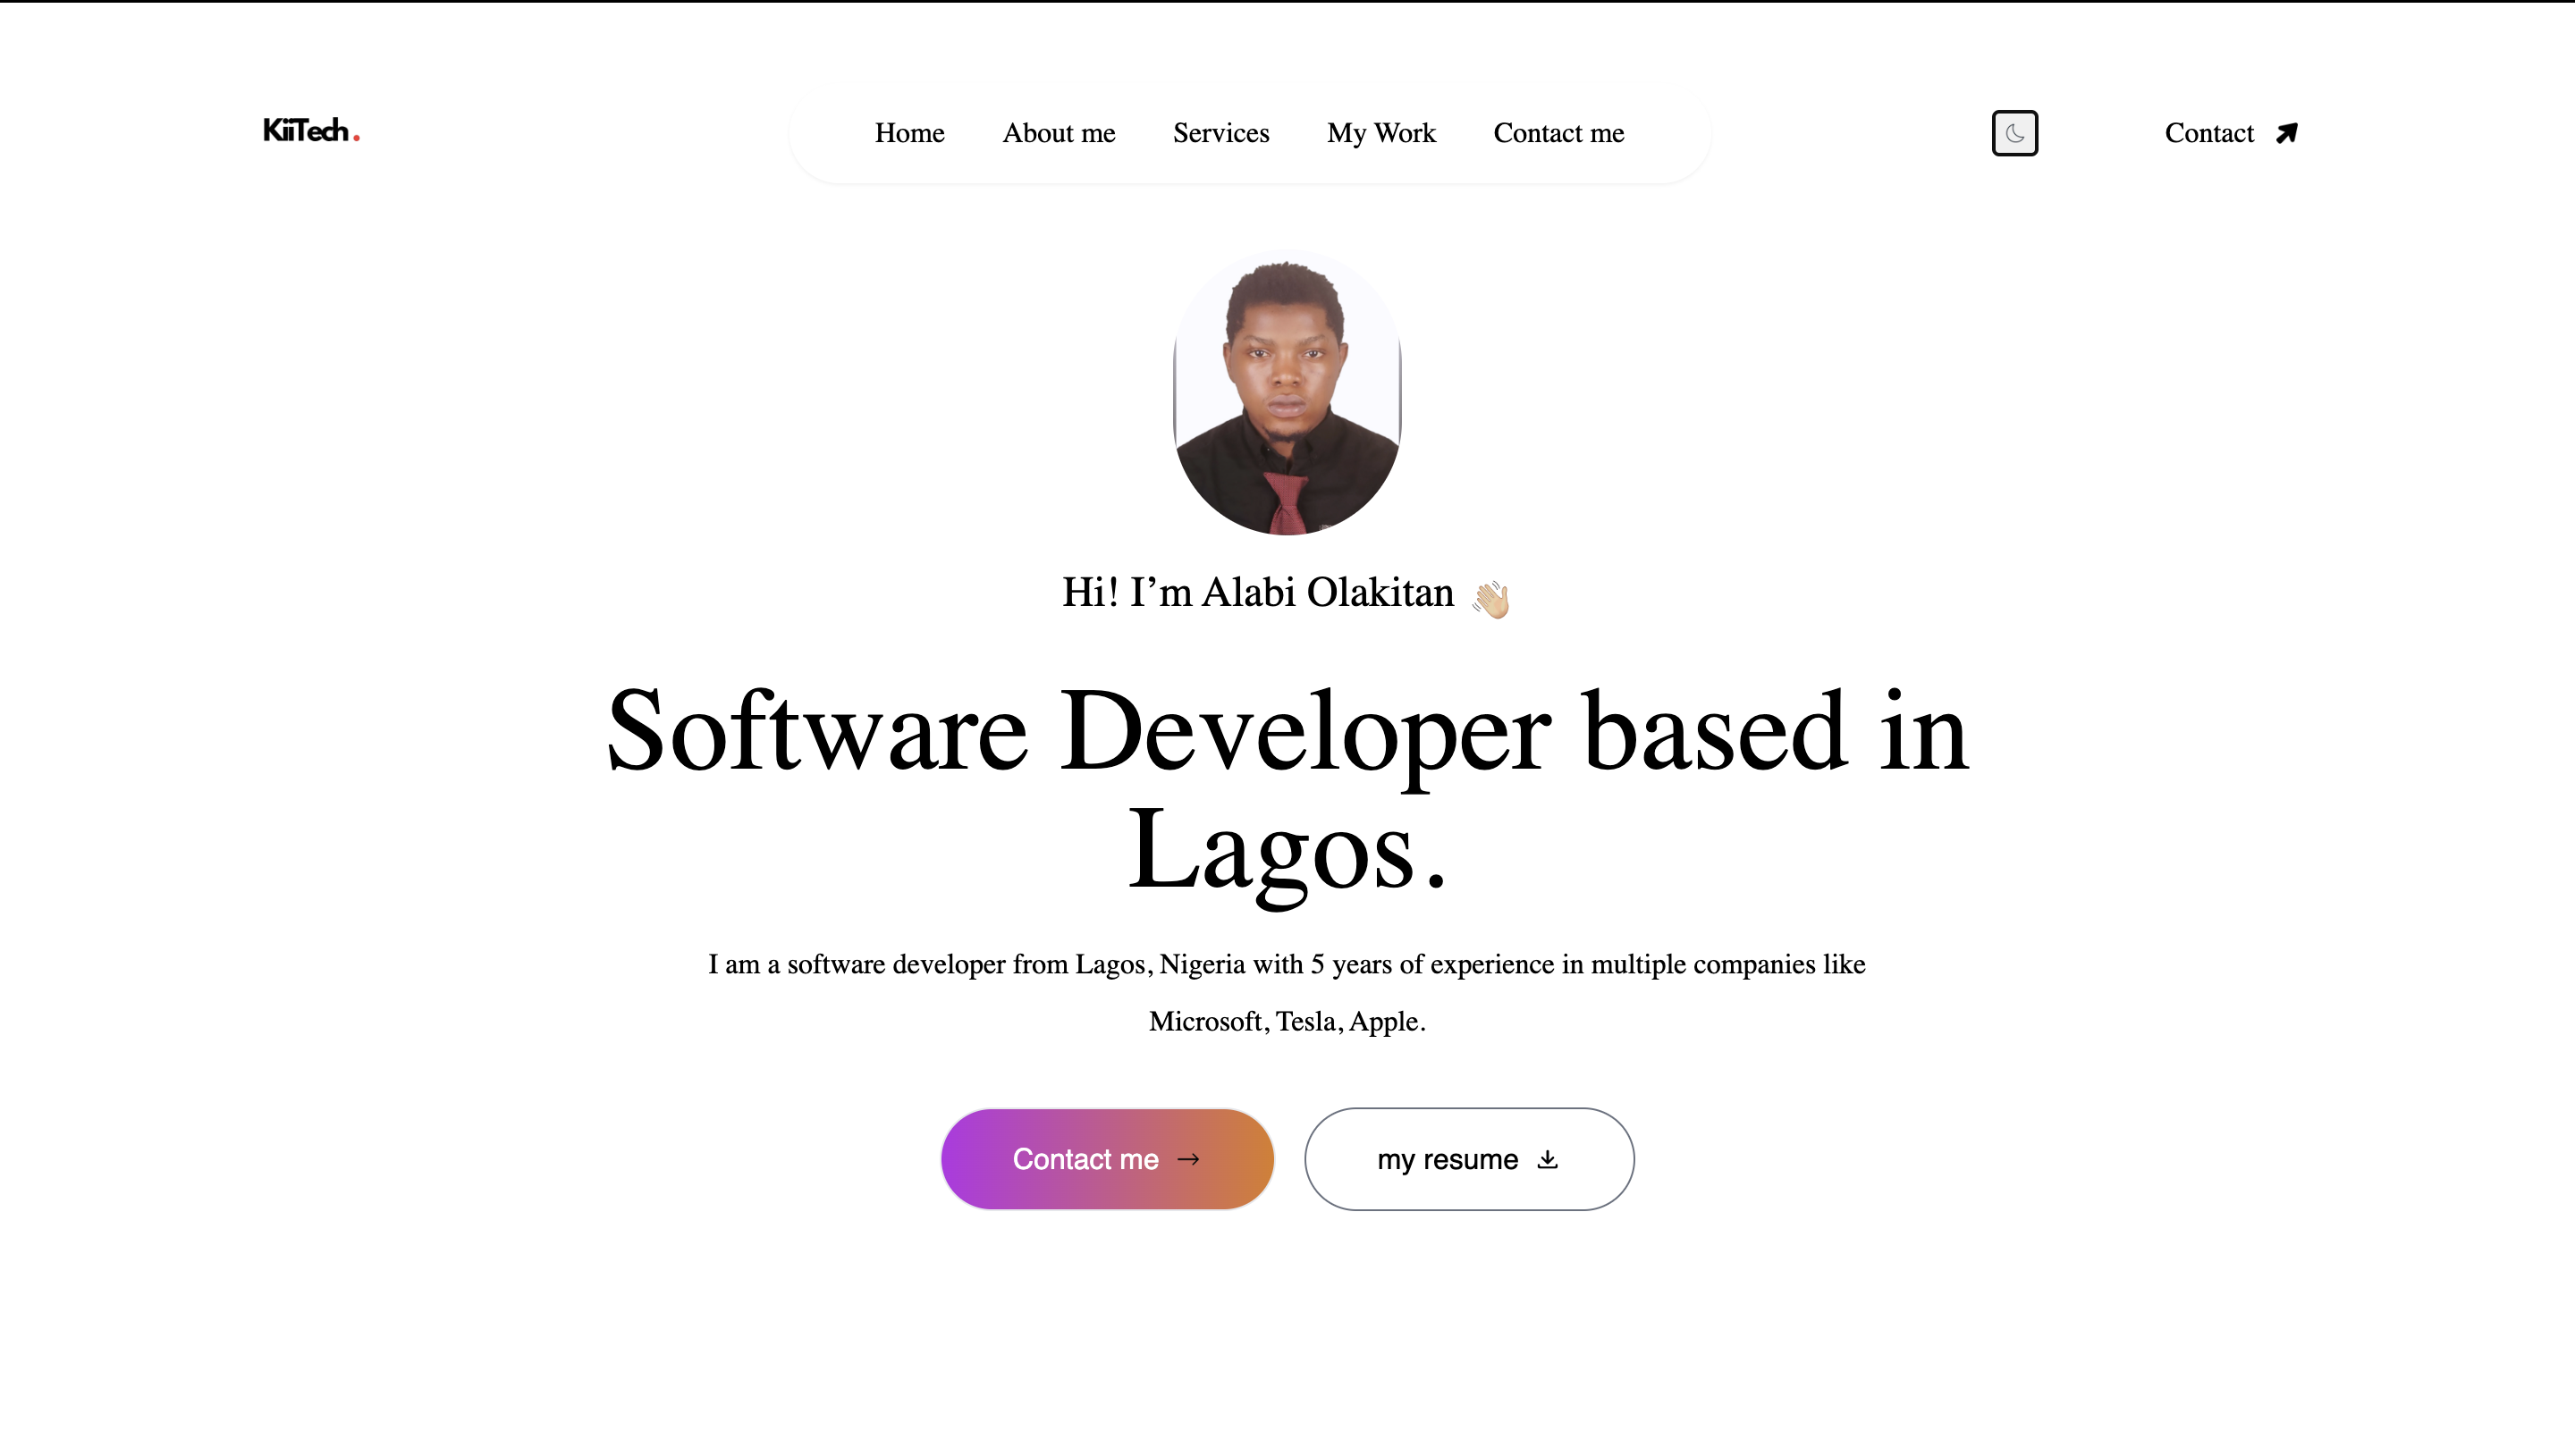 KiiTech.
Home About me Services My Work Contact me
Contact
Hi! I’m Alabi Olakitan 👋🏼
Software Developer based in
Lagos.
I am a software developer from Lagos, Nigeria with 5 years of experience in multiple companies like
Microsoft, Tesla, Apple.
Contact me →
my resume